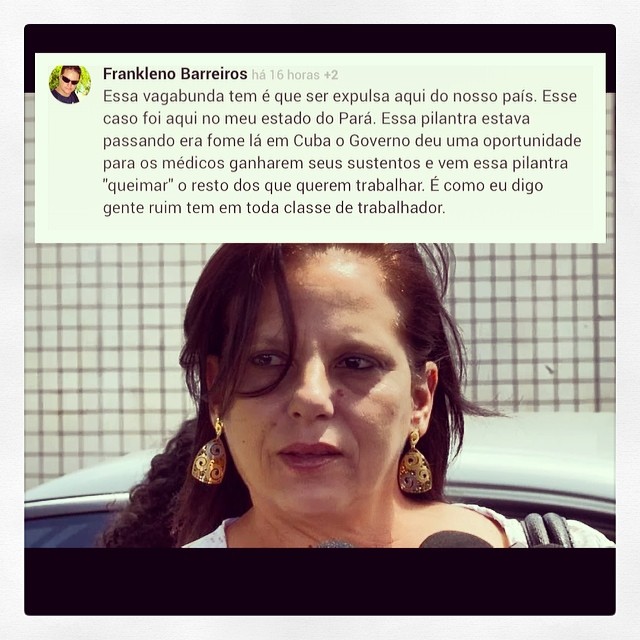 Frankleno Barreiros há 16 horas +2
Essa vagabunda tem é que ser expulsa aqui do nosso país. Esse
caso foi aqui no meu estado do Pará. Essa pilantra estava
passando era fome lá em Cuba o Governo deu uma oportunidade
para os médicos ganharem seus sustentos e vem essa pilantra
"queimar" o resto dos que querem trabalhar. É como eu digo
gente ruim tem em toda classe de trabalhador.